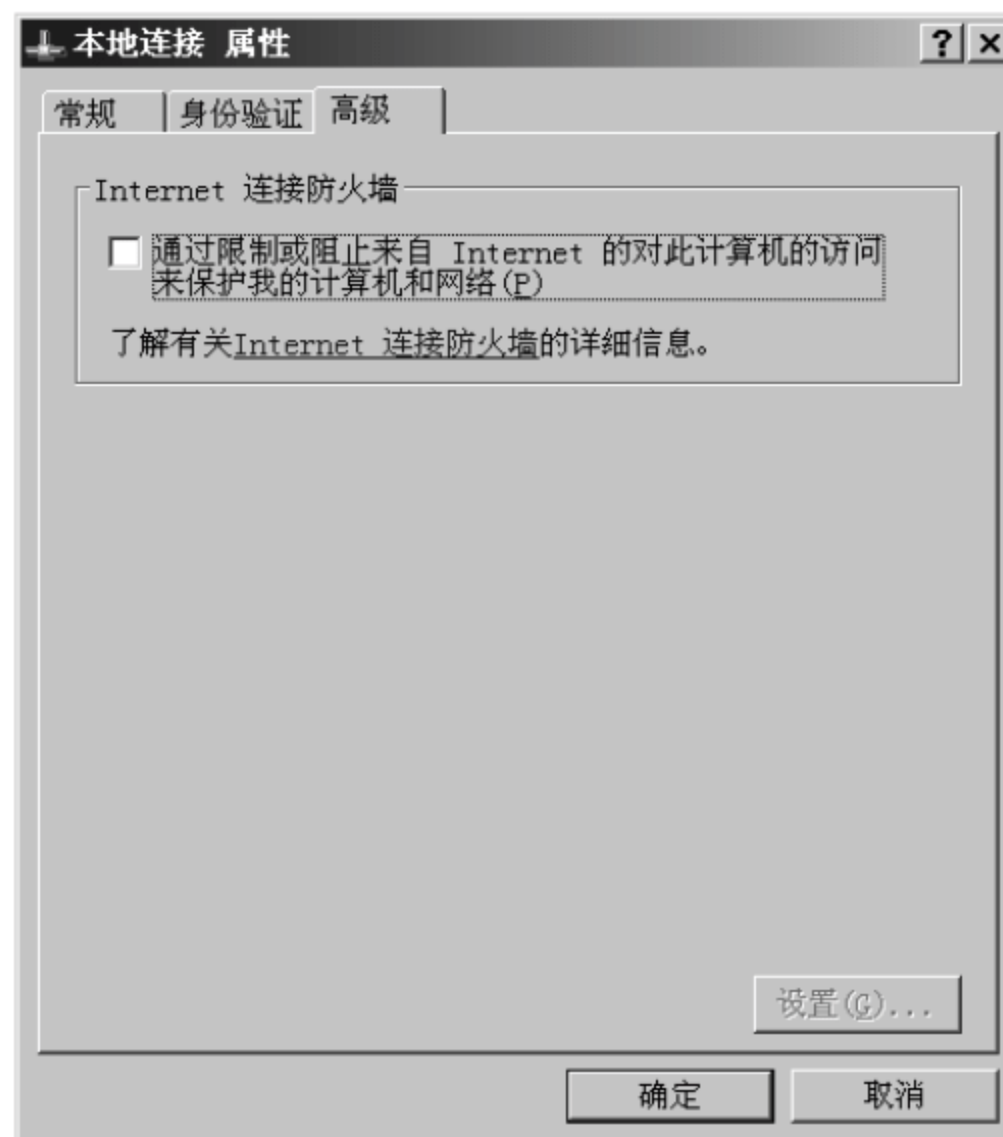 本地连接 属性
常规 身份验证 高级
Internet 连接防火墙
通过限制或阻止来自 Internet 的对此计算机的访问
来保护我的计算机和网络(P)
了解有关Internet 连接防火墙的详细信息。
设置(G)...
确定 取消